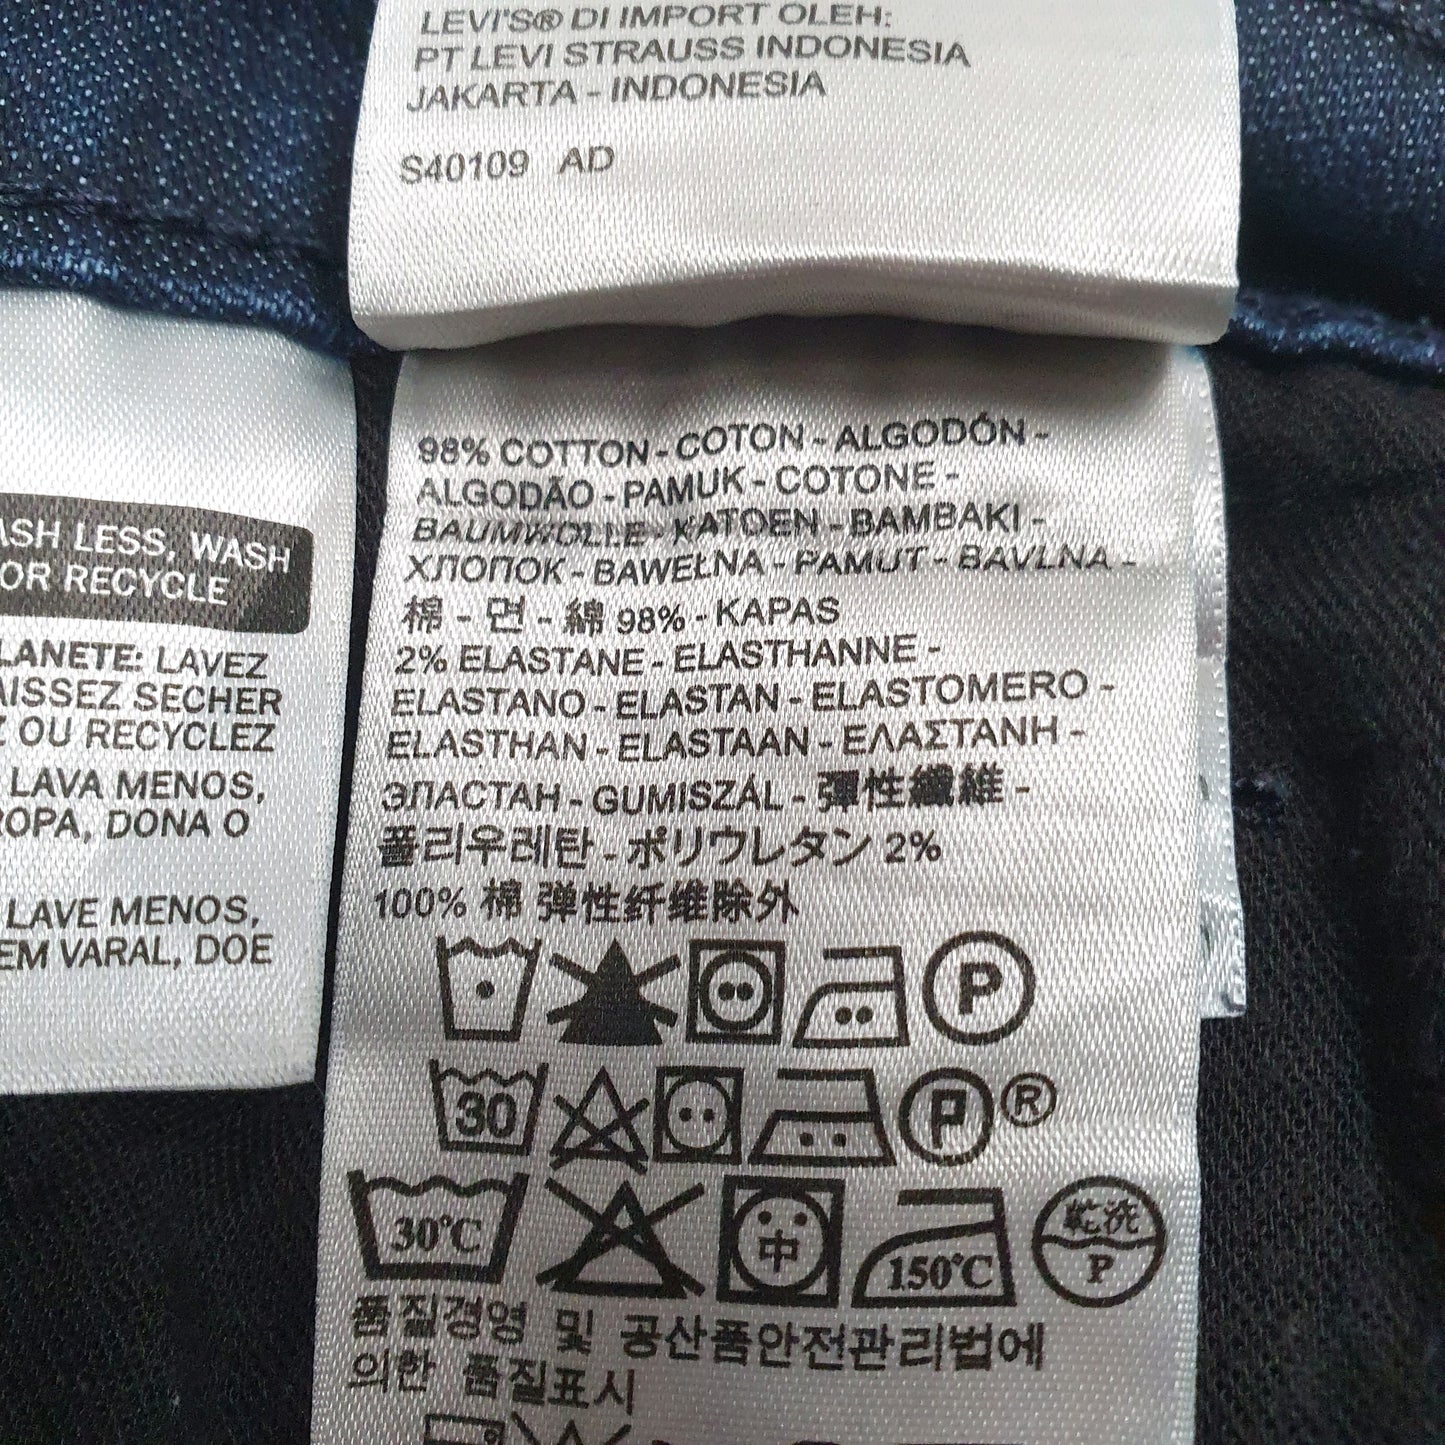 LEVI'S® DI IMPORT OLEH:
PT LEVI STRAUSS INDONESIA
JAKARTA - INDONESIA
S40109 AD
ASH LESS, WASH
OR RECYCLE
LANETE: LAVEZ
AISSEZ SECHER
Z OU RECYCLEZ
LAVA MENOS,
ROPA, DONA O
LAVE MENOS,
EM VARAL, DOE
98% COTTON - COTON - ALGODÓN -
ALGODÃO - PAMUK - COTONE -
BAUMWOLLE - KATOEN - BAMBAKI -
ХЛОПОК - BAWEŁNA - PAMUT - BAVLNA -
棉 - 면 - 綿 98% - KAPAS
2% ELASTANE - ELASTHANNE -
ELASTANO - ELASTAN - ELASTOMERO -
ELASTHAN - ELASTAAN - ΕΛΑΣΤΑΝΗ -
ЭЛАСТАН - GUMISZÁL - 彈性纖維 -
폴리우레탄 - ポリウレタン 2%
100% 棉 弹性纤维除外
P
30 P ®
30℃ 中 150℃ 乾洗 P
품질경영 및 공산품안전관리법에
의한 품질표시